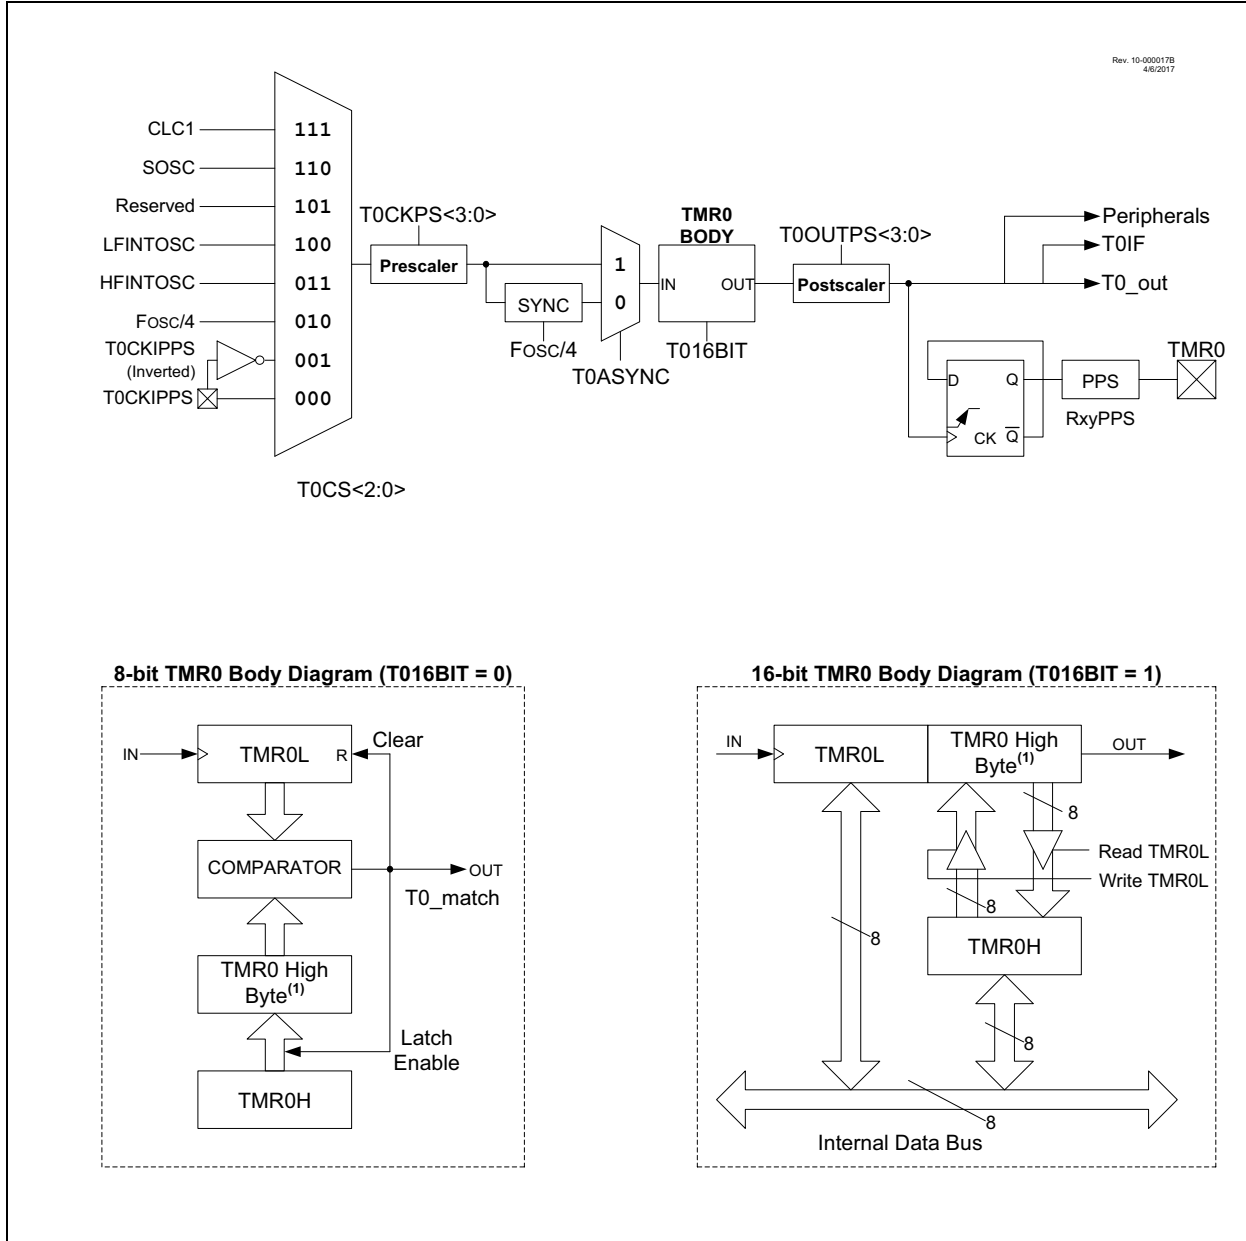 Rev. 10-000017B
4/6/2017
CLC1
111
SOSC
110
Reserved
101
LFINTOSC
100
HFINTOSC
011
FOSC/4
010
T0CKIPPS
(Inverted)
001
T0CKIPPS
000
T0CS<2:0>
T0CKPS<3:0>
Prescaler
SYNC
FOSC/4
1
0
T0ASYNC
TMR0
BODY
IN
OUT
T016BIT
T0OUTPS<3:0>
Postscaler
Peripherals
T0IF
T0_out
D
Q
CK
Q
PPS
RxyPPS
TMR0
8-bit TMR0 Body Diagram (T016BIT = 0)
IN
TMR0L
R
Clear
COMPARATOR
OUT
T0_match
TMR0 High
Byte(1)
Latch
Enable
TMR0H
16-bit TMR0 Body Diagram (T016BIT = 1)
IN
TMR0L
TMR0 High
Byte(1)
OUT
8
Read TMR0L
Write TMR0L
8
8
TMR0H
8
8
Internal Data Bus